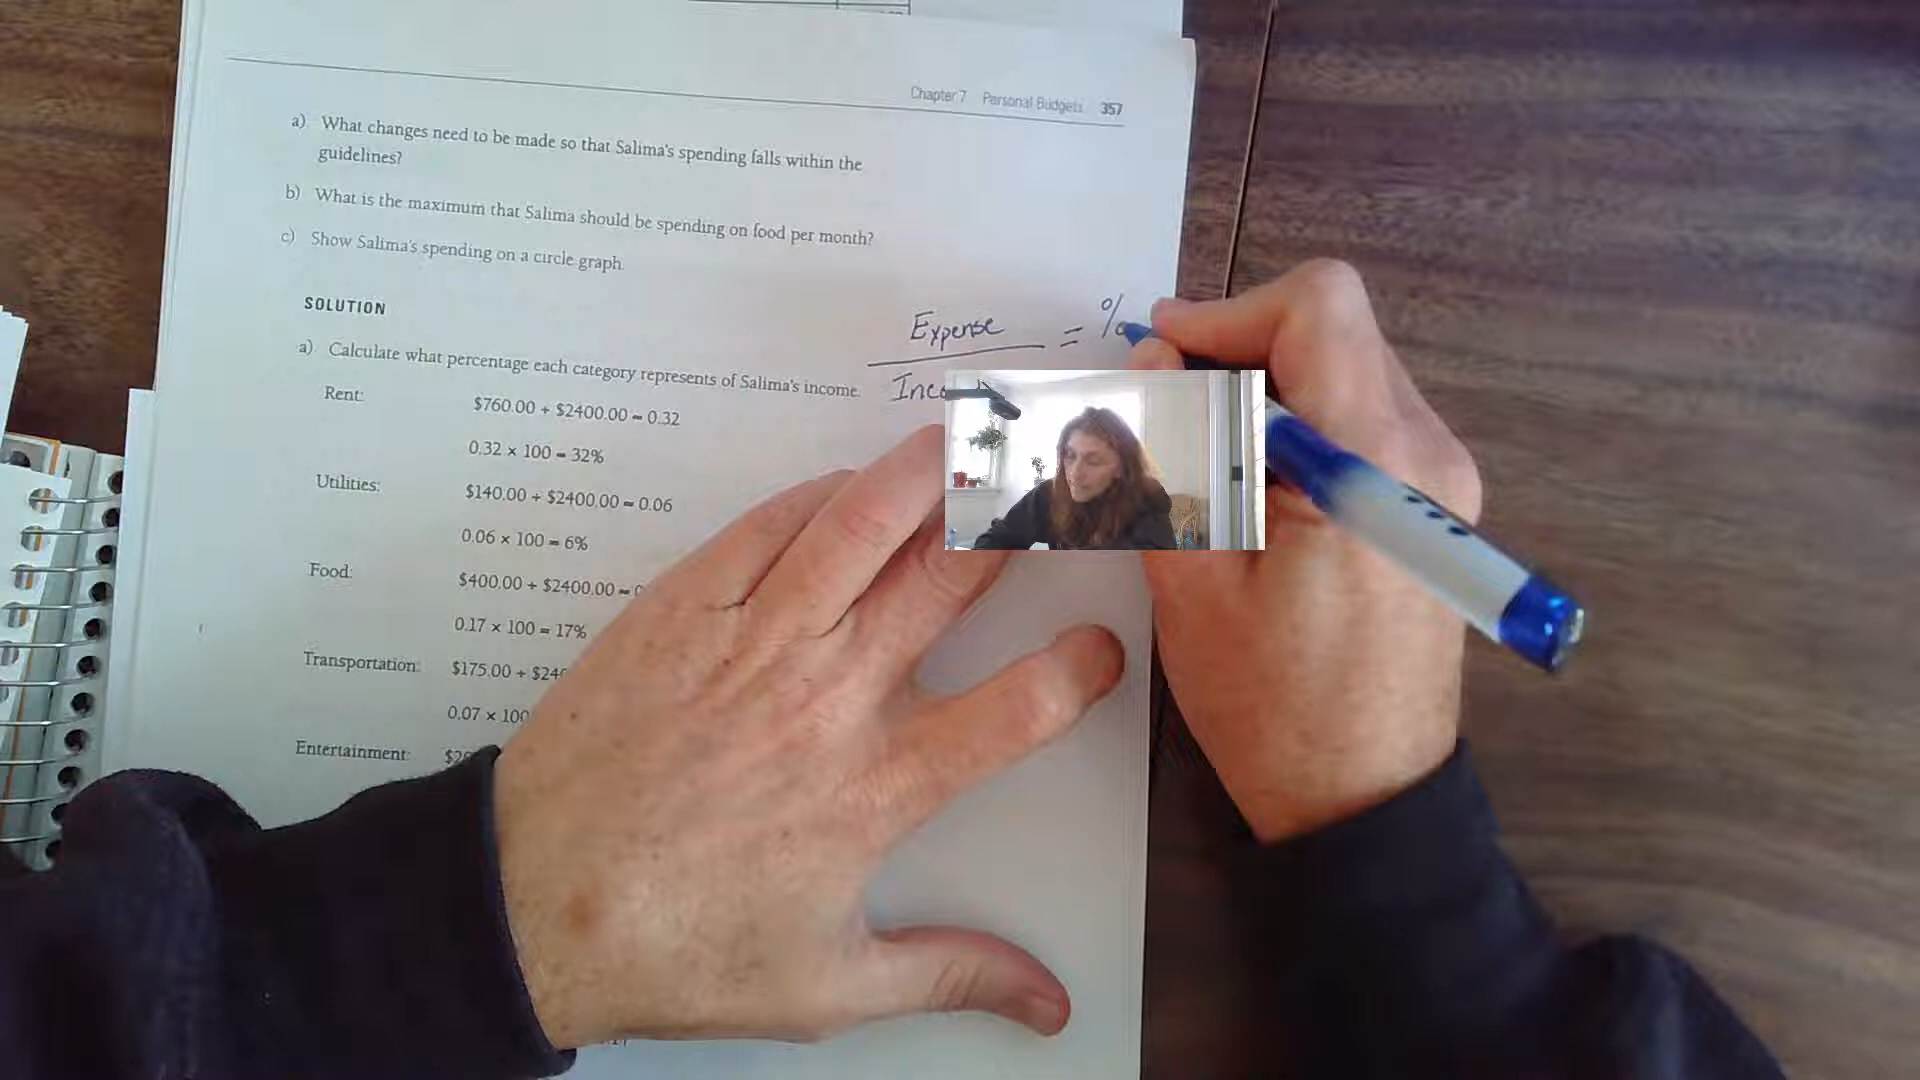 Chapter 7 Personal Budgets 357
a) What changes need to be made so that Salima's spending falls within the
guidelines?
b) What is the maximum that Salima should be spending on food per month?
c) Show Salima's spending on a circle graph.
SOLUTION
Expense = %
a) Calculate what percentage each category represents of Salima's income.
Rent: $760.00 ÷ $2400.00 = 0.32
0.32 × 100 = 32%
Utilities: $140.00 ÷ $2400.00 = 0.06
0.06 × 100 = 6%
Food: $400.00 ÷ $2400.00 =
0.17 × 100 = 17%
Transportation: $175.00 ÷
0.07 × 100
Entertainment: